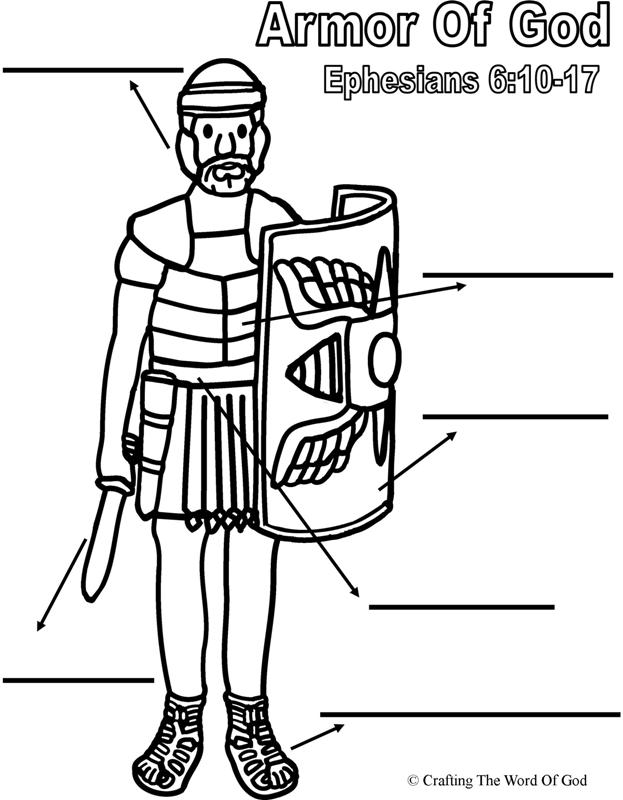 Armor Of God
Ephesians 6:10-17
© Crafting The Word Of God